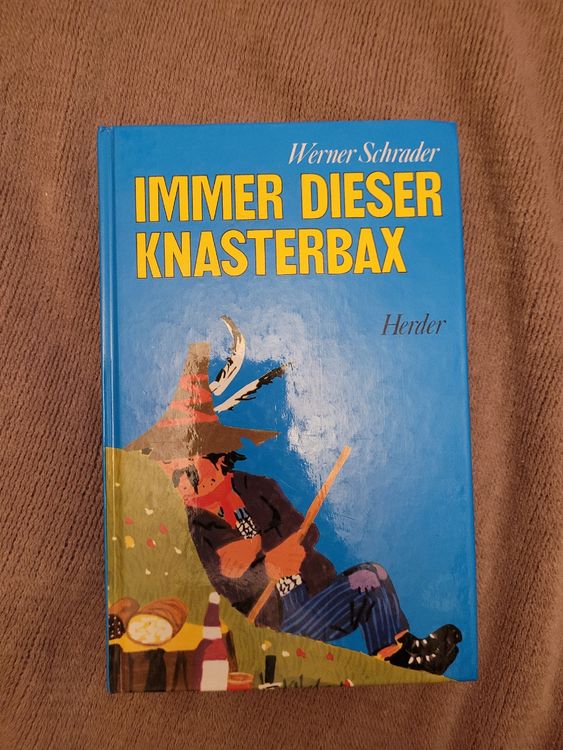 Werner Schrader
IMMER DIESER
KNASTERBAX
Herder